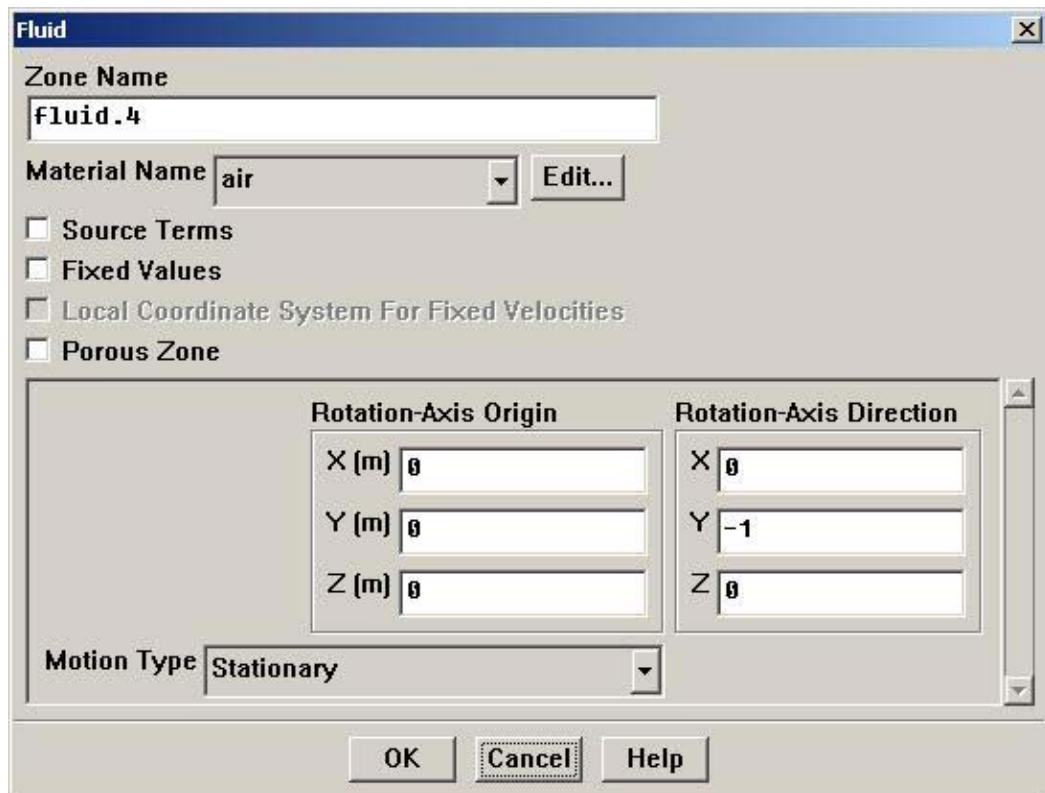 Fluid
Zone Name
fluid.4
Material Name air Edit...
Source Terms
Fixed Values
Local Coordinate System For Fixed Velocities
Porous Zone
Rotation-Axis Origin Rotation-Axis Direction
X (m) 0 X 0
Y (m) 0 Y -1
Z (m) 0 Z 0
Motion Type Stationary
OK Cancel Help